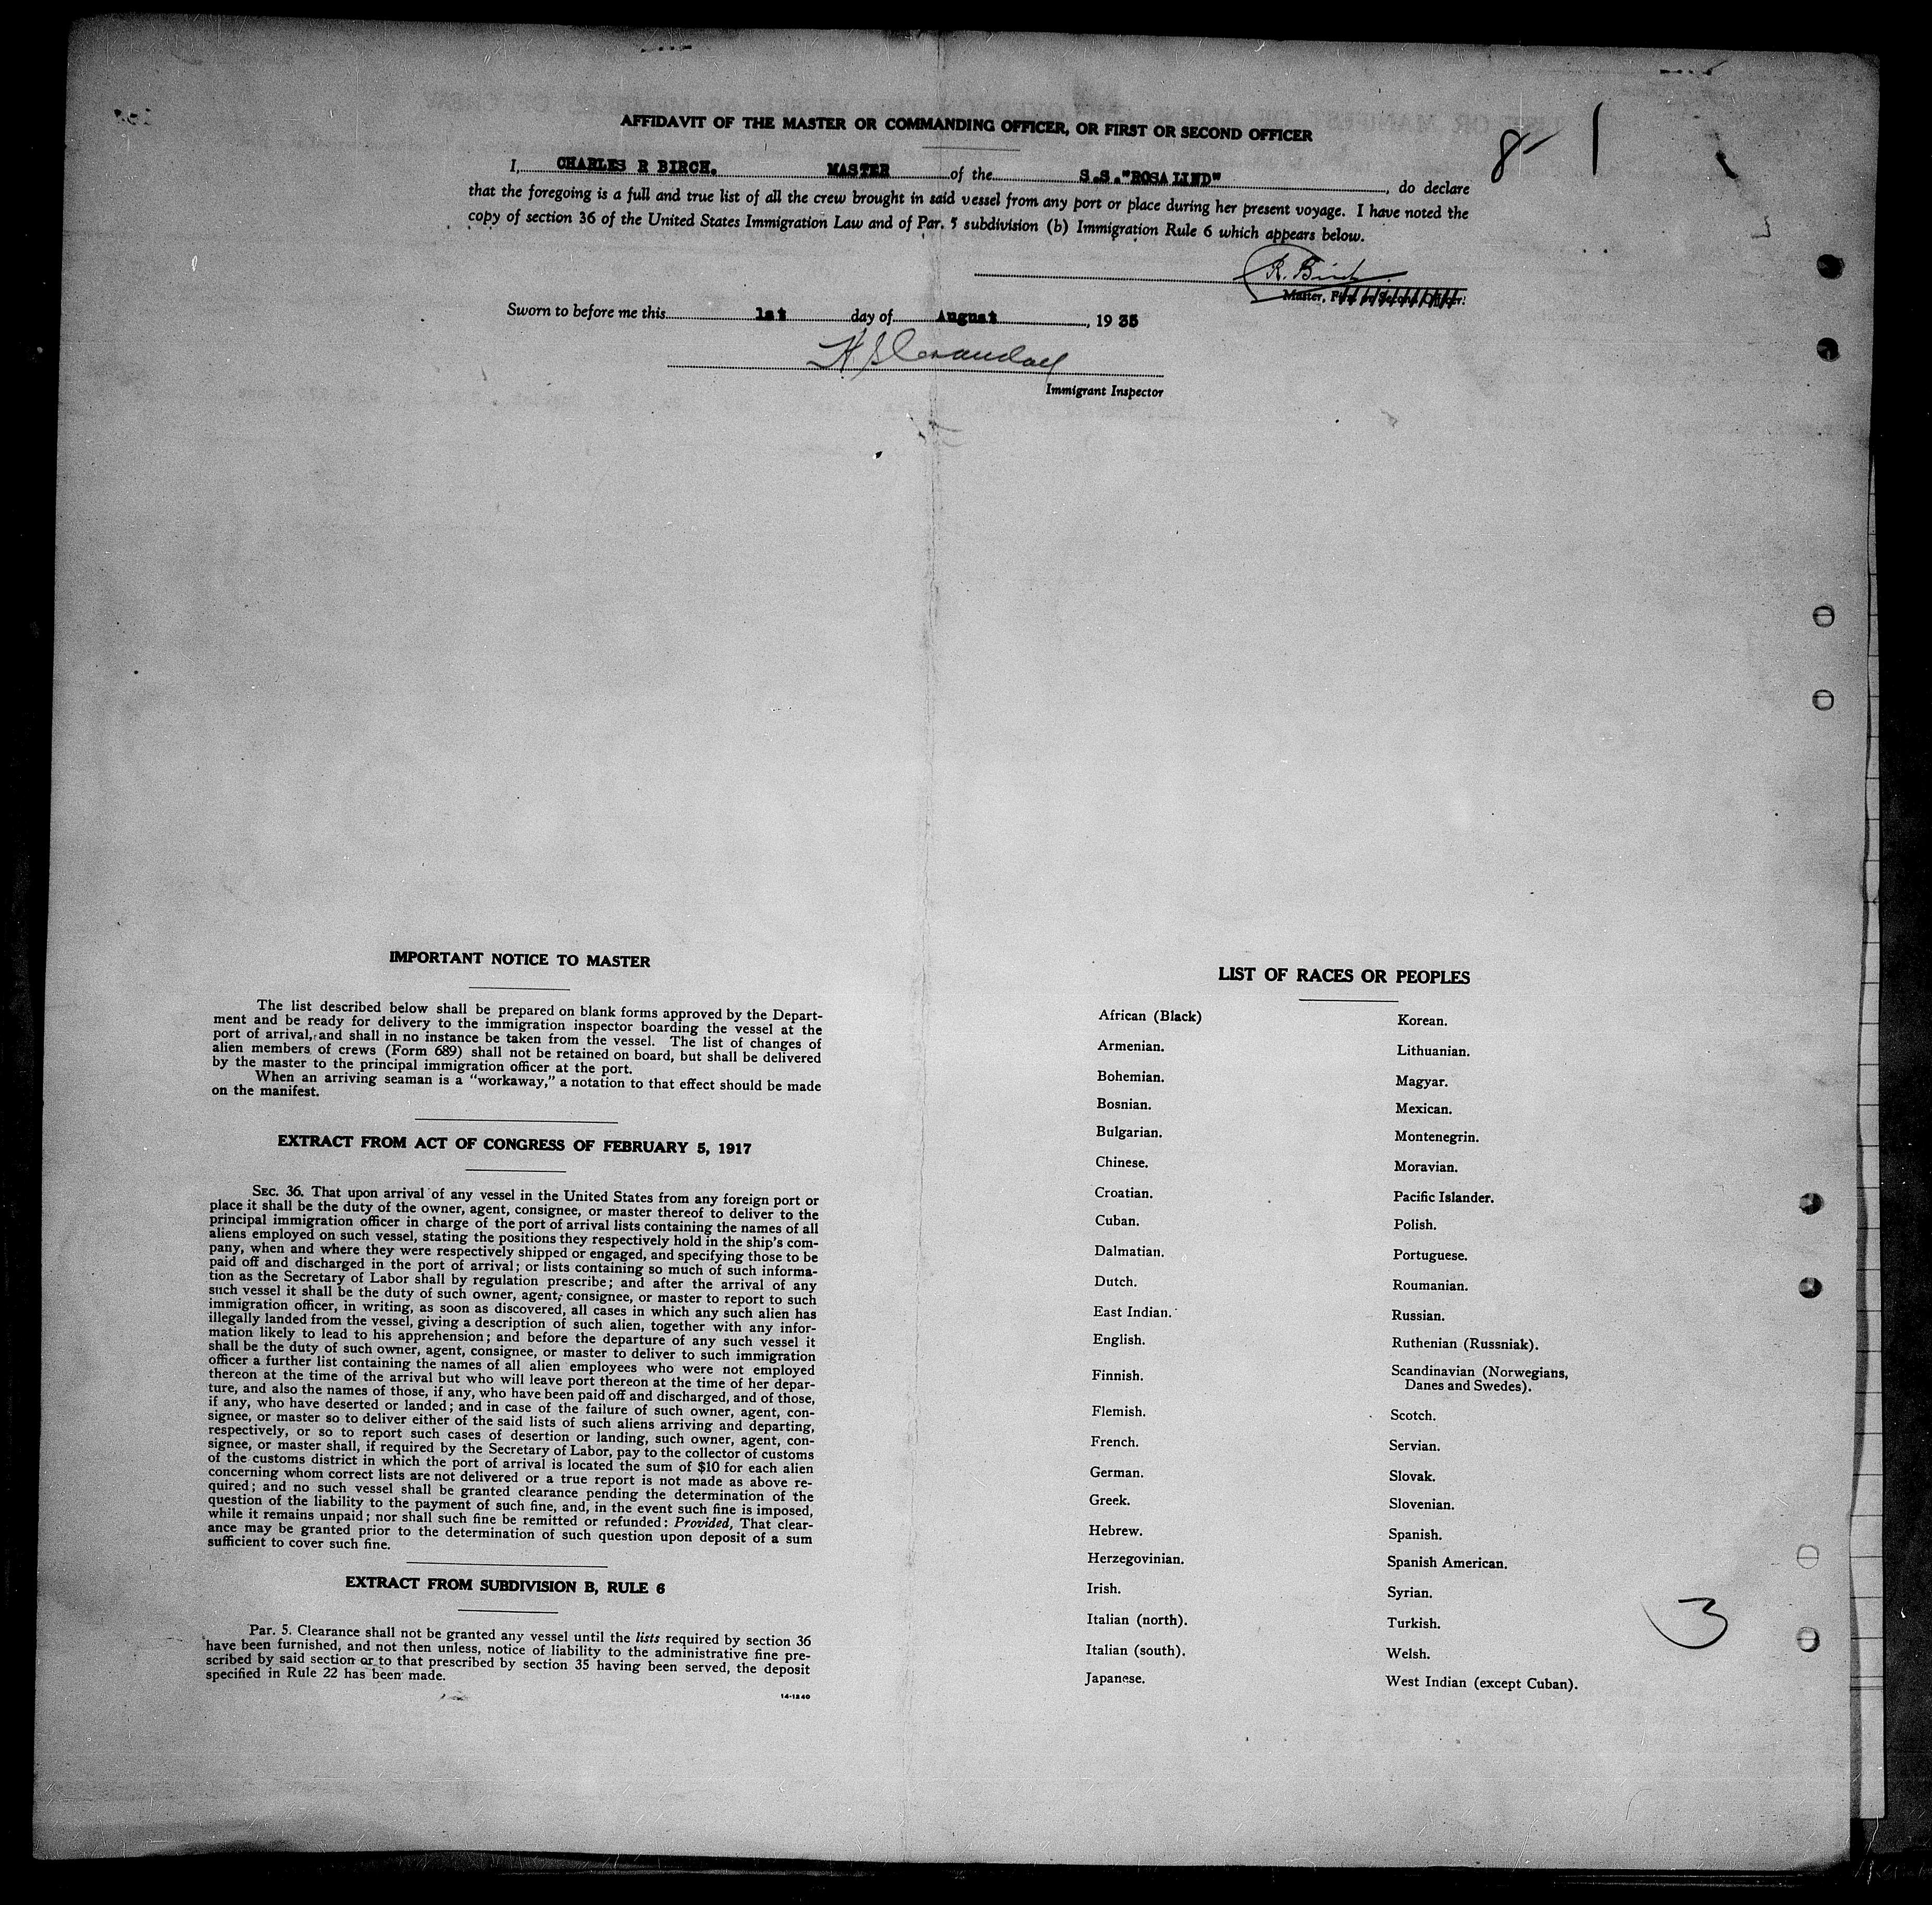 AFFIDAVIT OF THE MASTER OR COMMANDING OFFICER, OR FIRST OR SECOND OFFICER
8- 1
I, CHARLES R BIRCH. MASTER of the S.S."ROSALIND", do declare
that the foregoing is a full and true list of all the crew brought in said vessel from any port or place during her present voyage. I have noted the
copy of section 36 of the United States Immigration Law and of Par. 5 subdivision (b) Immigration Rule 6 which appears below.
R. Birch
Master, First or Second Officer.
Sworn to before me this 1st day of August, 1935
Immigrant Inspector
IMPORTANT NOTICE TO MASTER
The list described below shall be prepared on blank forms approved by the Depart-
ment and be ready for delivery to the immigration inspector boarding the vessel at the
port of arrival, and shall in no instance be taken from the vessel. The list of changes of
alien members of crews (Form 689) shall not be retained on board, but shall be delivered
by the master to the principal immigration officer at the port.
When an arriving seaman is a "workaway," a notation to that effect should be made
on the manifest.
EXTRACT FROM ACT OF CONGRESS OF FEBRUARY 5, 1917
SEC. 36. That upon arrival of any vessel in the United States from any foreign port or
place it shall be the duty of the owner, agent, consignee, or master thereof to deliver to the
principal immigration officer in charge of the port of arrival lists containing the names of all
aliens employed on such vessel, stating the positions they respectively hold in the ship's com-
pany, when and where they were respectively shipped or engaged, and specifying those to be
paid off and discharged in the port of arrival; or lists containing so much of such informa-
tion as the Secretary of Labor shall by regulation prescribe; and after the arrival of any
such vessel it shall be the duty of such owner, agent, consignee, or master to report to such
immigration officer, in writing, as soon as discovered, all cases in which any such alien has
illegally landed from the vessel, giving a description of such alien, together with any infor-
mation likely to lead to his apprehension; and before the departure of any such vessel it
shall be the duty of such owner, agent, consignee, or master to deliver to such immigration
officer a further list containing the names of all alien employees who were not employed
thereon at the time of the arrival but who will leave port thereon at the time of her depar-
ture, and also the names of those, if any, who have been paid off and discharged, and of those,
if any, who have deserted or landed; and in case of the failure of such owner, agent, con-
signee, or master so to deliver either of the said lists of such aliens arriving and departing,
respectively, or so to report such cases of desertion or landing, such owner, agent, con-
signee, or master shall, if required by the Secretary of Labor, pay to the collector of customs
of the customs district in which the port of arrival is located the sum of $10 for each alien
concerning whom correct lists are not delivered or a true report is not made as above re-
quired; and no such vessel shall be granted clearance pending the determination of the
question of the liability to the payment of such fine, and, in the event such fine is imposed,
while it remains unpaid; nor shall such fine be remitted or refunded: Provided, That clear-
ance may be granted prior to the determination of such question upon deposit of a sum
sufficient to cover such fine.
EXTRACT FROM SUBDIVISION B, RULE 6
Par. 5. Clearance shall not be granted any vessel until the lists required by section 36
have been furnished, and not then unless, notice of liability to the administrative fine pre-
scribed by said section or to that prescribed by section 35 having been served, the deposit
specified in Rule 22 has been made.
14-1240
LIST OF RACES OR PEOPLES
African (Black)
Armenian.
Bohemian.
Bosnian.
Bulgarian.
Chinese.
Croatian.
Cuban.
Dalmatian.
Dutch.
East Indian.
English.
Finnish.
Flemish.
French.
German.
Greek.
Hebrew.
Herzegovinian.
Irish.
Italian (north).
Italian (south).
Japanese.
Korean.
Lithuanian.
Magyar.
Mexican.
Montenegrin.
Moravian.
Pacific Islander.
Polish.
Portuguese.
Roumanian.
Russian.
Ruthenian (Russniak).
Scandinavian (Norwegians,
Danes and Swedes).
Scotch.
Servian.
Slovak.
Slovenian.
Spanish.
Spanish American.
Syrian.
Turkish.
Welsh.
West Indian (except Cuban).
3